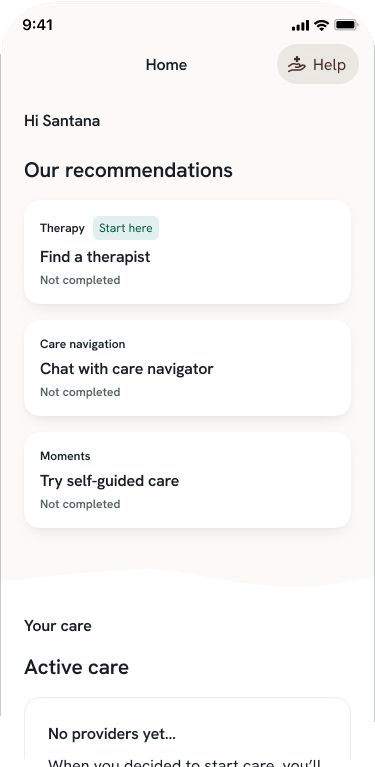 9:41
Home
Help
Hi Santana
Our recommendations
Therapy Start here
Find a therapist
Not completed
Care navigation
Chat with care navigator
Not completed
Moments
Try self-guided care
Not completed
Your care
Active care
No providers yet...
When you decided to start care, you'll